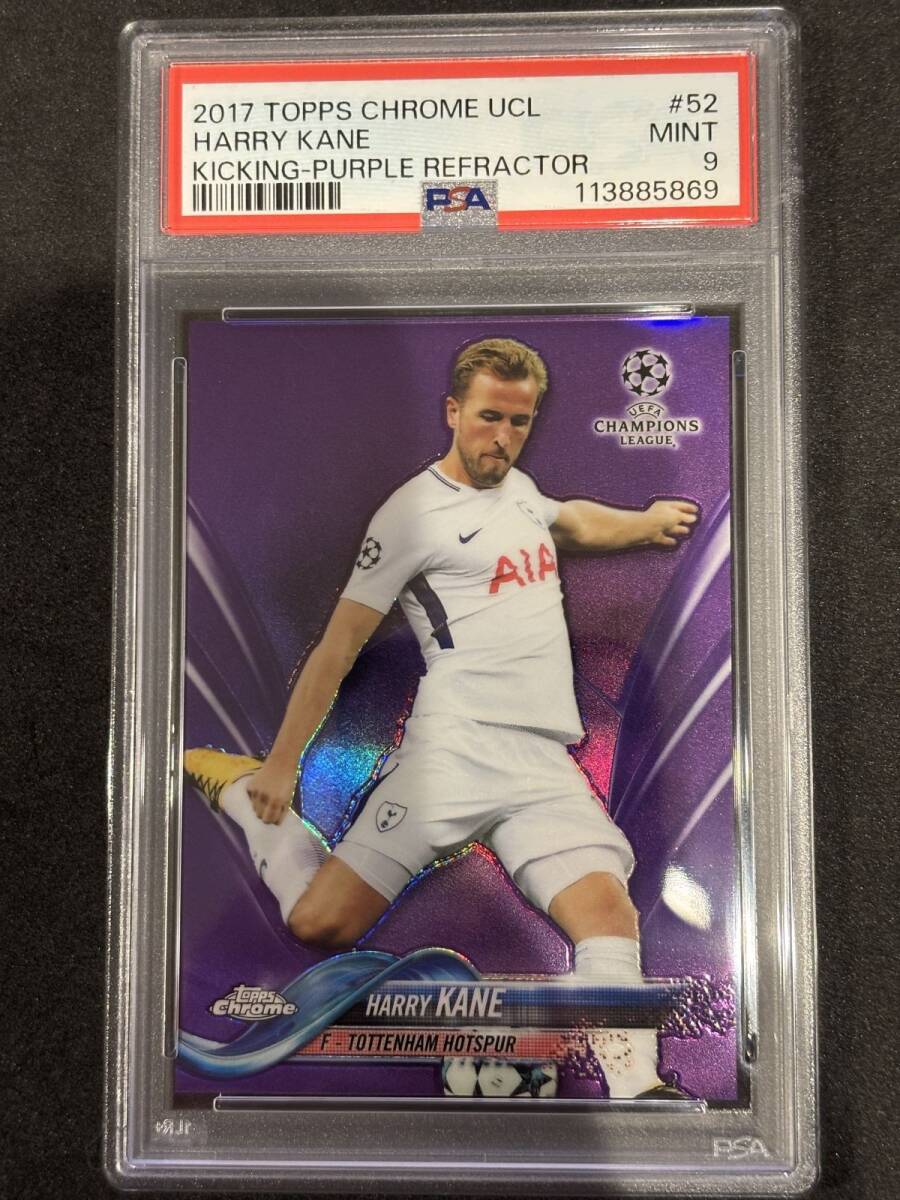 2017 TOPPS CHROME UCL #52
HARRY KANE MINT
KICKING-PURPLE REFRACTOR 9
PSA 113885869
UEFA
CHAMPIONS
LEAGUE
AIA
topps
Chrome
HARRY KANE
F - TOTTENHAM HOTSPUR
PSA